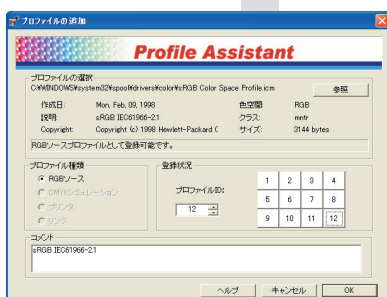 プロファイルの追加
Profile Assistant
プロファイルの選択
C:¥WINDOWS¥system32¥spool¥drivers¥color¥sRGB Color Space Profile.icm
参照
作成日: Mon, Feb, 09, 1998 色空間 RGB
説明: sRGB IEC61966-2.1 クラス: mntr
Copyright: Copyright (c) 1998 Hewlett-Packard C サイズ: 3144 bytes
RGBソースプロファイルとして登録可能です。
プロファイル種類
RGBソース
CMYKシミュレーション
プリンタ
リンク
登録状況
プロファイルID:
12
1 2 3 4
5 6 7 8
9 10 11 12
コメント
sRGB IEC61966-2.1
ヘルプ キャンセル OK